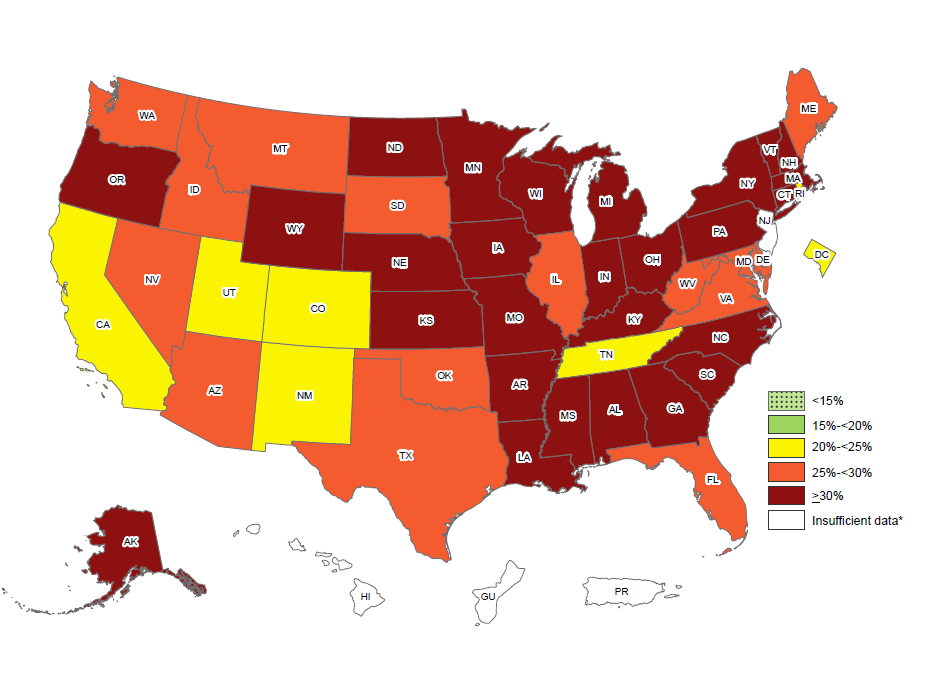 WA
MT
ND
MN
ME
VT
NH
OR
ID
SD
WI
MI
NY
MA
CT
RI
WY
IA
PA
NJ
NE
IL
IN
OH
MD
DE
DC
NV
UT
CO
KS
MO
KY
WV
VA
CA
AZ
NM
OK
TN
NC
AR
SC
TX
LA
MS
AL
GA
FL
<15%
15%-<20%
20%-<25%
25%-<30%
≥30%
Insufficient data*
AK
HI
GU
PR